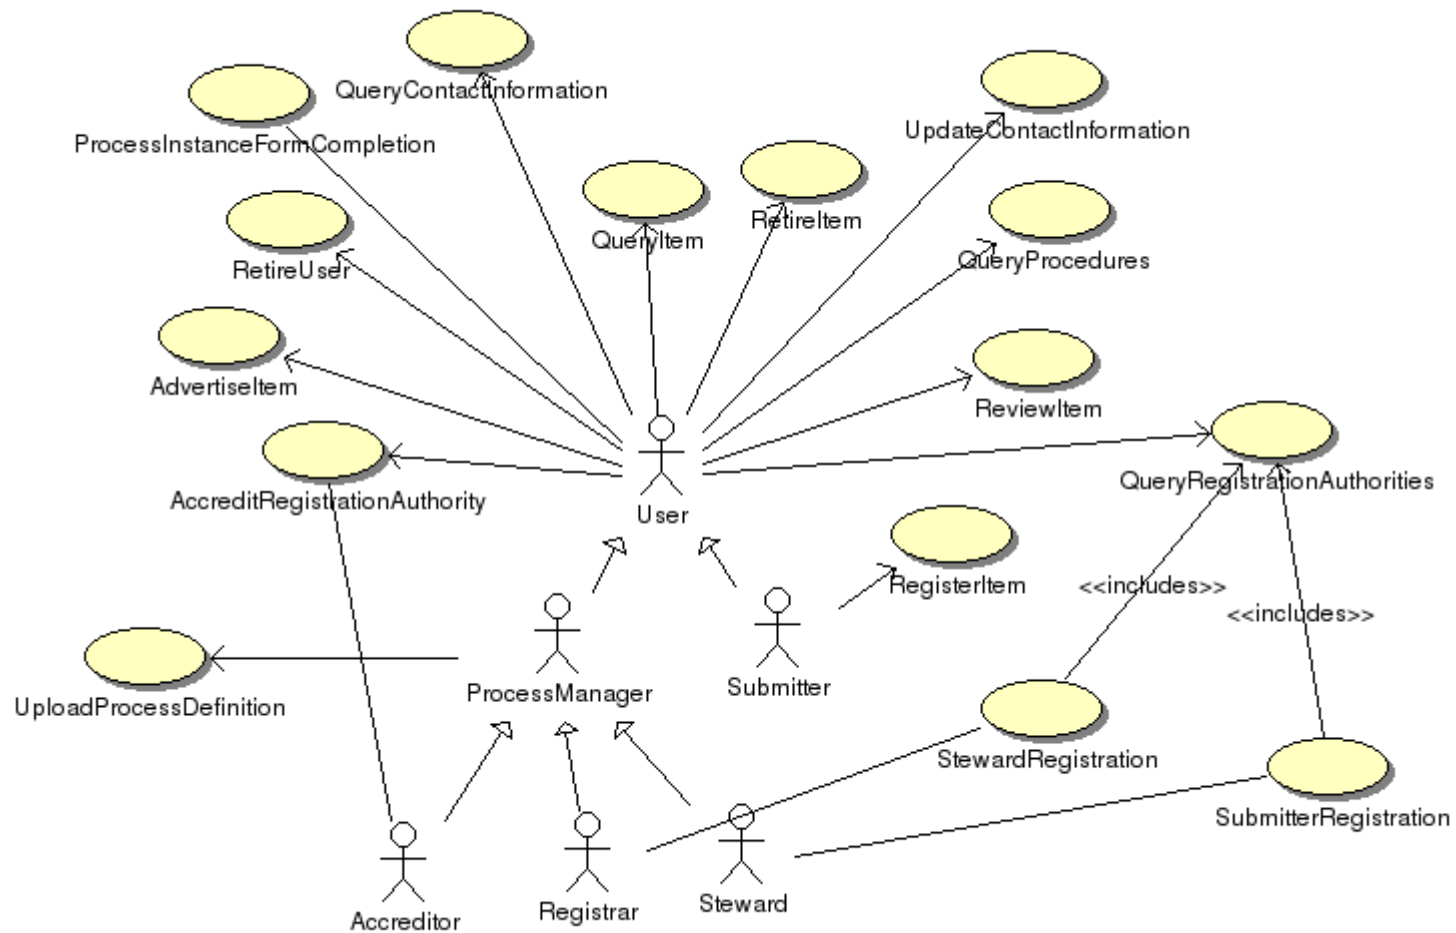 QueryContactInformation
UpdateContactInformation
ProcessInstanceFormCompletion
RetireItem
QueryItem
QueryProcedures
RetireUser
AdvertiseItem
ReviewItem
QueryRegistrationAuthorities
AccreditRegistrationAuthority
User
RegisterItem
<<includes>>
<<includes>>
ProcessManager
Submitter
UploadProcessDefinition
StewardRegistration
SubmitterRegistration
Steward
Registrar
Accreditor